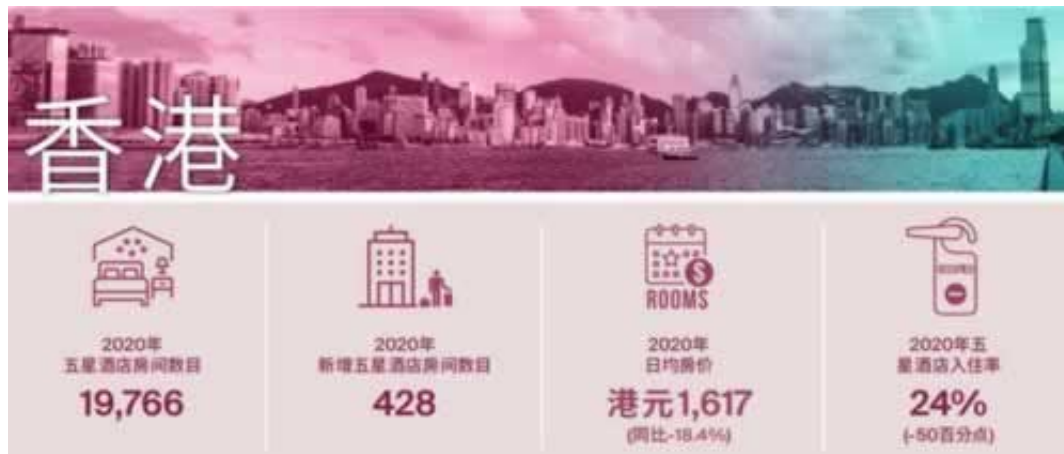 香港
ROOMS
2020年
五星酒店房间数目
19,766
2020年
新增五星酒店房间数目
428
2020年
日均房价
港元1,617
(同比-18.4%)
2020年五
星酒店入住率
24%
(-50百分点)